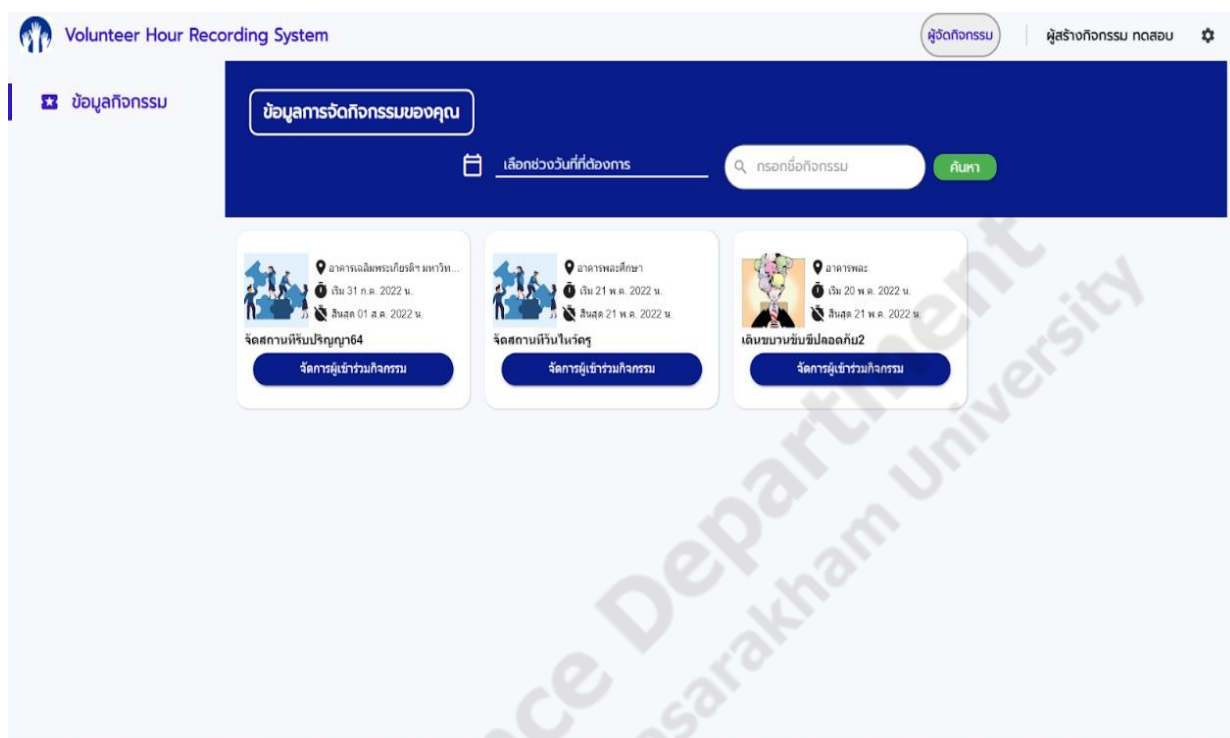 Volunteer Hour Recording System
ผู้จัดกิจกรรม
ผู้สร้างกิจกรรม ทดสอบ
ข้อมูลกิจกรรม
ข้อมูลการจัดกิจกรรมของคุณ
เลือกช่วงวันที่ที่ต้องการ
กรอกชื่อกิจกรรม
ค้นหา
อาคารเฉลิมพระเกียรติฯ มหาวิท...
เริ่ม 31 ก.ค. 2022 น.
สิ้นสุด 01 ส.ค. 2022 น.
จัดสถานที่รับปริญญา64
จัดการผู้เข้าร่วมกิจกรรม
อาคารพละศึกษา
เริ่ม 21 พ.ค. 2022 น.
สิ้นสุด 21 พ.ค. 2022 น.
จัดสถานที่วันไหว้ครู
จัดการผู้เข้าร่วมกิจกรรม
อาคารพละ
เริ่ม 20 พ.ค. 2022 น.
สิ้นสุด 21 พ.ค. 2022 น
เดินขบวนขับขี่ปลอดภัย2
จัดการผู้เข้าร่วมกิจกรรม
ce Department
asarakham University